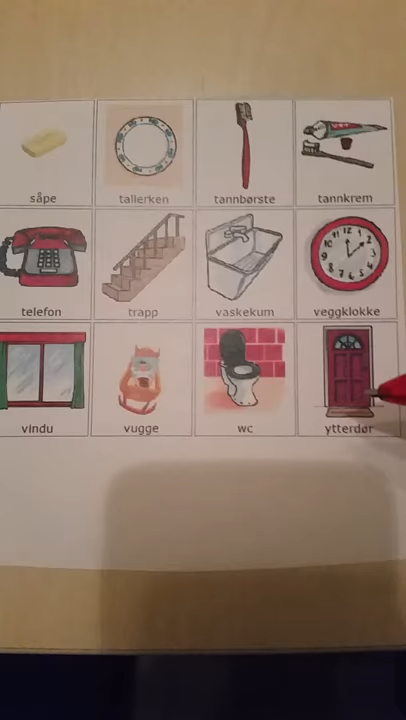 såpe
tallerken
tannbørste
tannkrem
telefon
trapp
vaskekum
veggklokke
vindu
vugge
wc
ytterdør